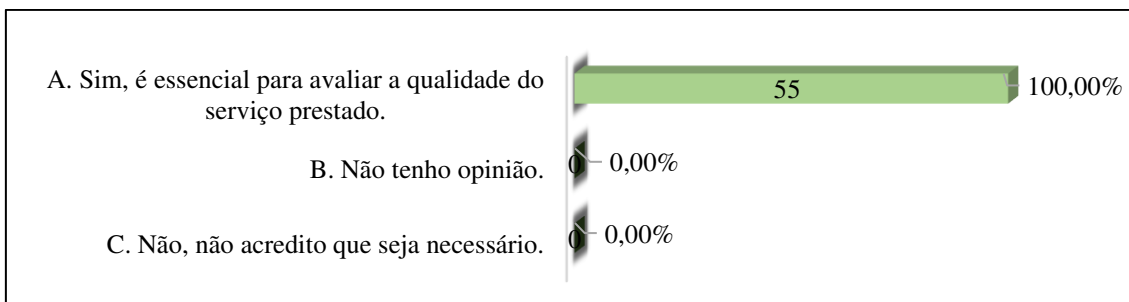 A. Sim, é essencial para avaliar a qualidade do
serviço prestado.
55
100,00%
B. Não tenho opinião.
0
0,00%
C. Não, não acredito que seja necessário.
0
0,00%